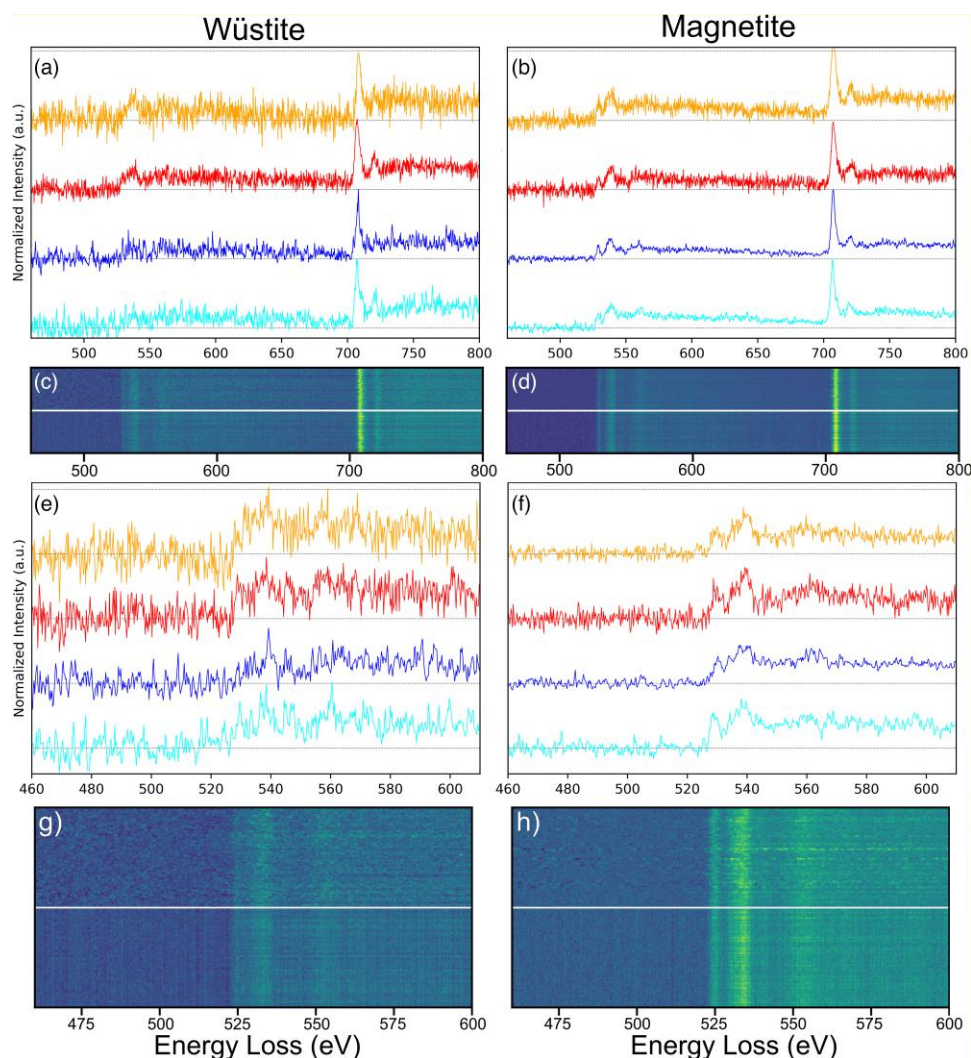 Wüstite Magnetite
(a) (b)
Normalized Intensity (a.u.)
500 550 600 650 700 750 800 500 550 600 650 700 750 800
(c) (d)
500 600 700 800 500 600 700 800
(e) (f)
Normalized Intensity (a.u.)
460 480 500 520 540 560 580 600 460 480 500 520 540 560 580 600
g) h)
475 500 525 550 575 600 475 500 525 550 575 600
Energy Loss (eV) Energy Loss (eV)